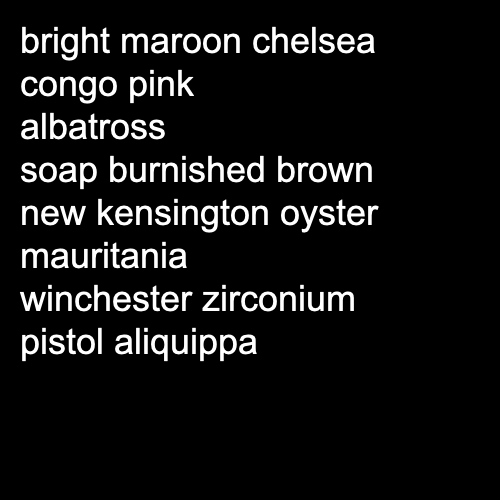 bright maroon chelsea
congo pink
albatross
soap burnished brown
new kensington oyster
mauritania
winchester zirconium
pistol aliquippa